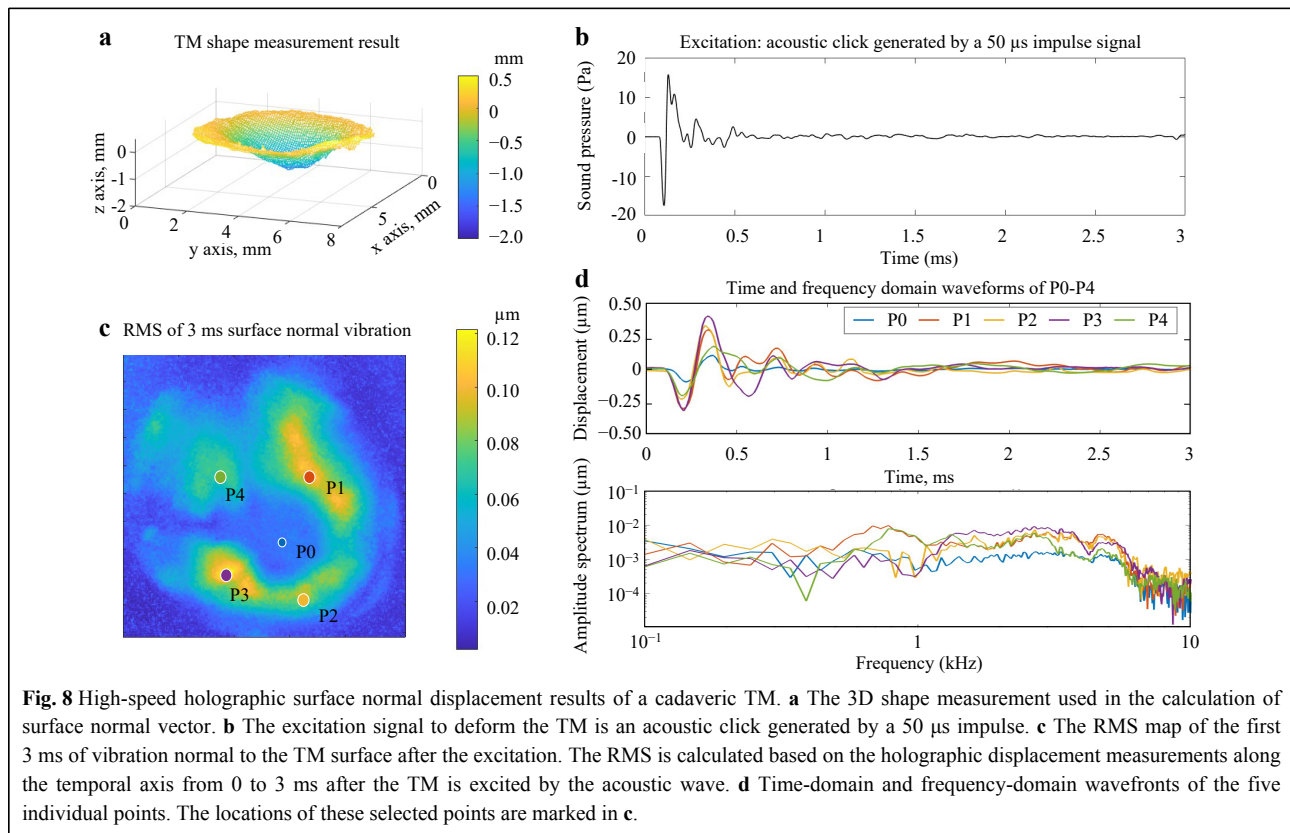 a
TM shape measurement result
mm
0.5
0
−0.5
−1.0
−1.5
−2.0
z axis, mm
0
-1
-2
0
2
4
6
8
y axis, mm
0
5
x axis, mm
b
Excitation: acoustic click generated by a 50 µs impulse signal
Sound pressure (Pa)
20
10
0
−10
−20
0
0.5
1
1.5
2
2.5
3
Time (ms)
c RMS of 3 ms surface normal vibration
µm
0.12
0.10
0.08
0.06
0.04
0.02
P4
P1
P0
P3
P2
d
Time and frequency domain waveforms of P0-P4
Displacement (µm)
0.50
0.25
0
−0.25
−0.50
P0
P1
P2
P3
P4
0
0.5
1
1.5
2
2.5
3
Time, ms
Amplitude spectrum (µm)
10−1
10−2
10−3
10−4
10−1
1
10
Frequency (kHz)
Fig. 8 High-speed holographic surface normal displacement results of a cadaveric TM. a The 3D shape measurement used in the calculation of
surface normal vector. b The excitation signal to deform the TM is an acoustic click generated by a 50 µs impulse. c The RMS map of the first
3 ms of vibration normal to the TM surface after the excitation. The RMS is calculated based on the holographic displacement measurements along
the temporal axis from 0 to 3 ms after the TM is excited by the acoustic wave. d Time-domain and frequency-domain wavefronts of the five
individual points. The locations of these selected points are marked in c.